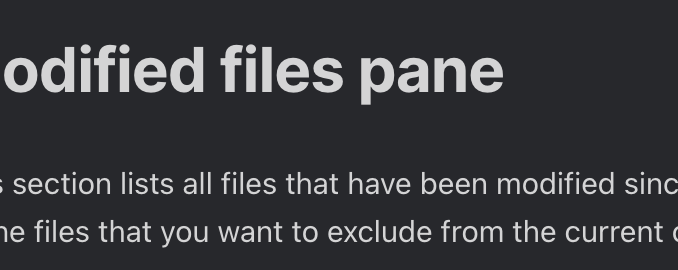 odified files pane
s section lists all files that have been modified sinc
he files that you want to exclude from the current